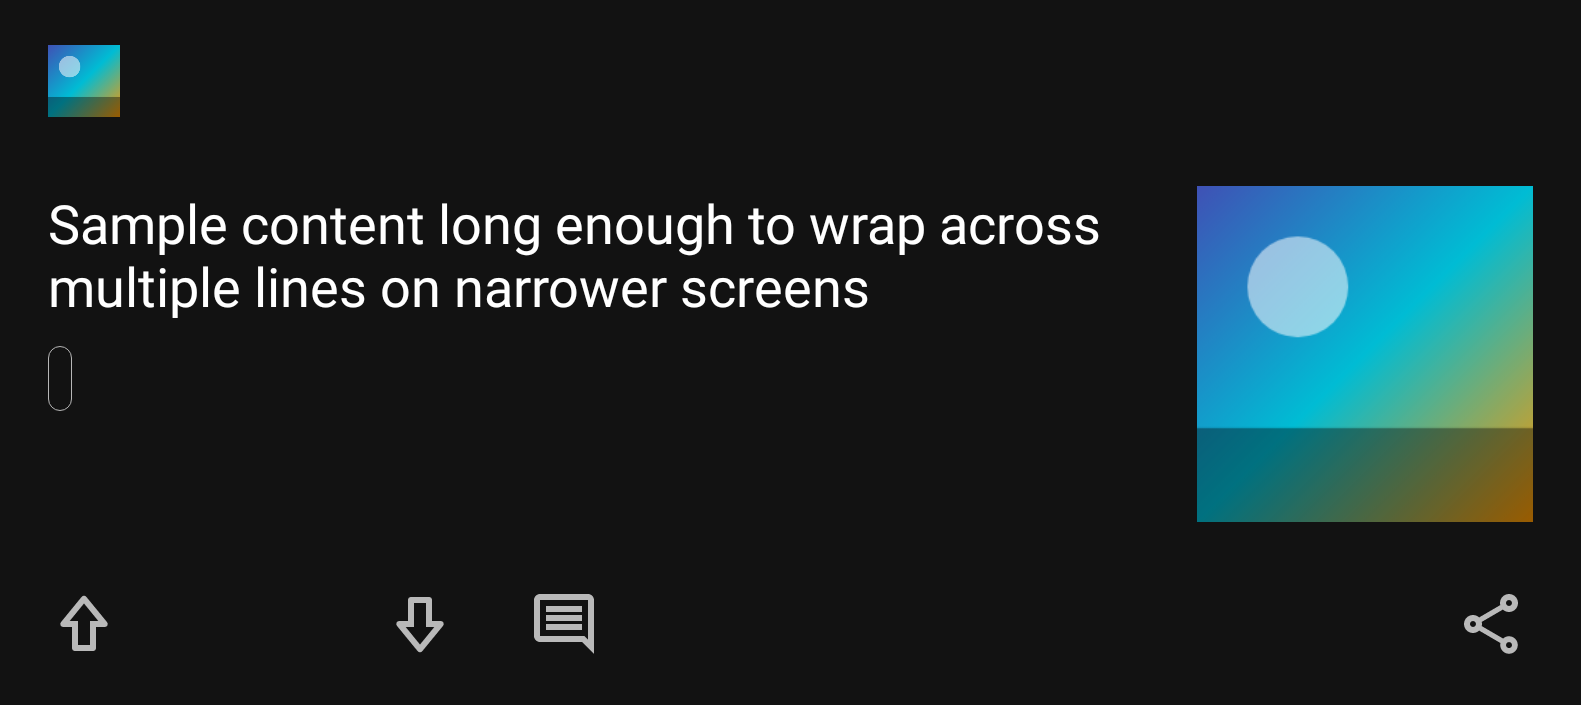 Sample content long enough to wrap across
multiple lines on narrower screens